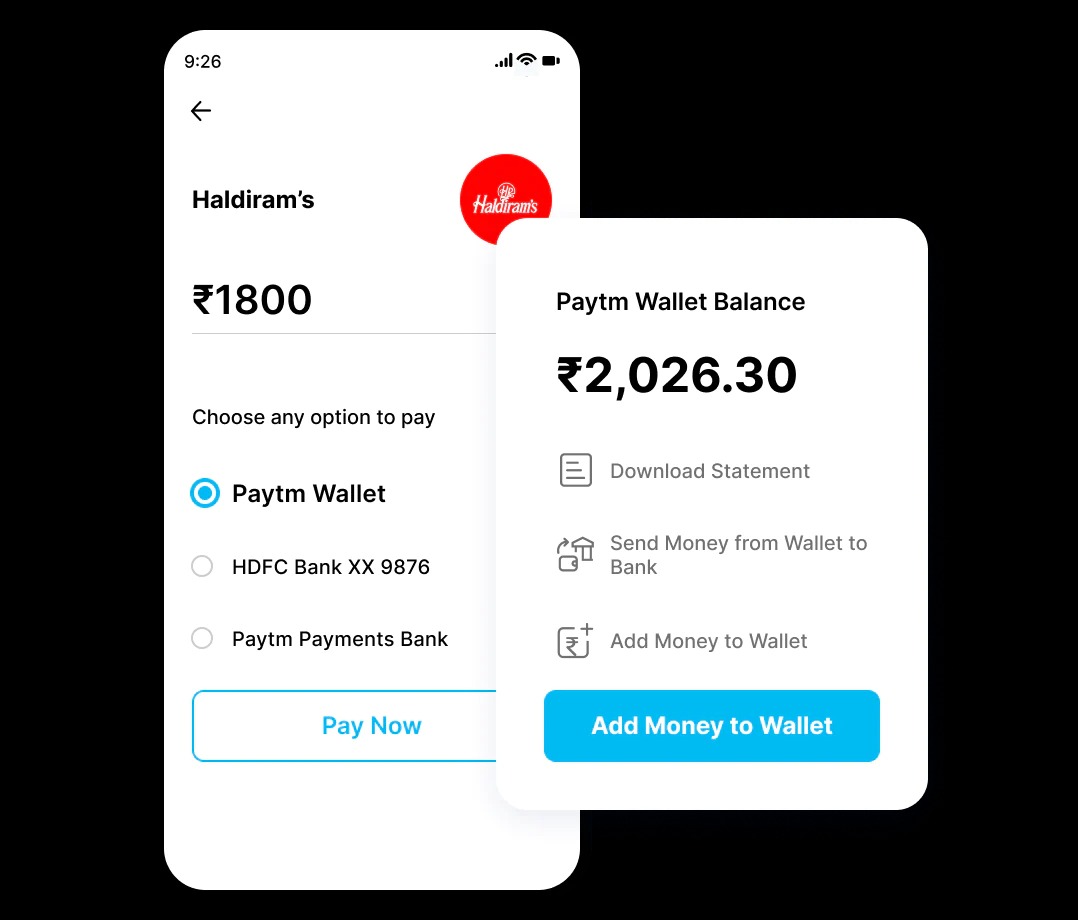 9:26
Haldiram’s
Haldiram's
₹1800
Choose any option to pay
Paytm Wallet
HDFC Bank XX 9876
Paytm Payments Bank
Pay Now
Paytm Wallet Balance
₹2,026.30
Download Statement
Send Money from Wallet to
Bank
Add Money to Wallet
Add Money to Wallet